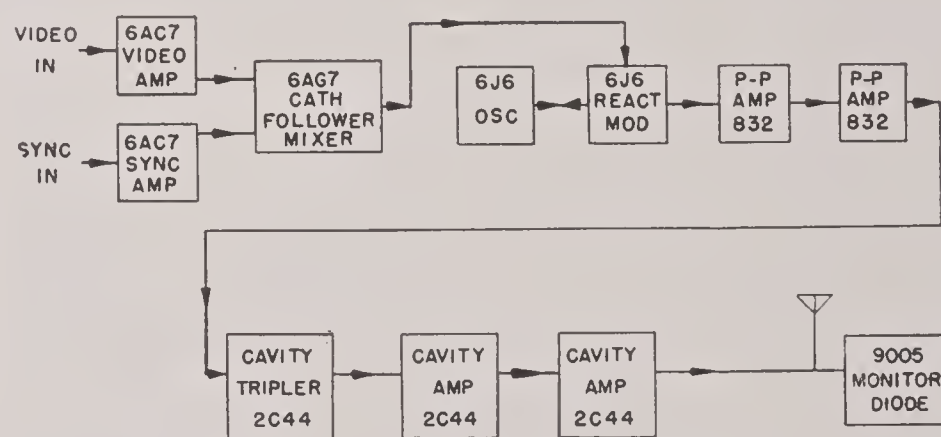 VIDEO
IN
6AC7
VIDEO
AMP
SYNC
IN
6AC7
SYNC
AMP
6AG7
CATH
FOLLOWER
MIXER
6J6
OSC
6J6
REACT
MOD
P-P
AMP
832
P-P
AMP
832
CAVITY
TRIPLER
2C44
CAVITY
AMP
2C44
CAVITY
AMP
2C44
9005
MONITOR
DIODE